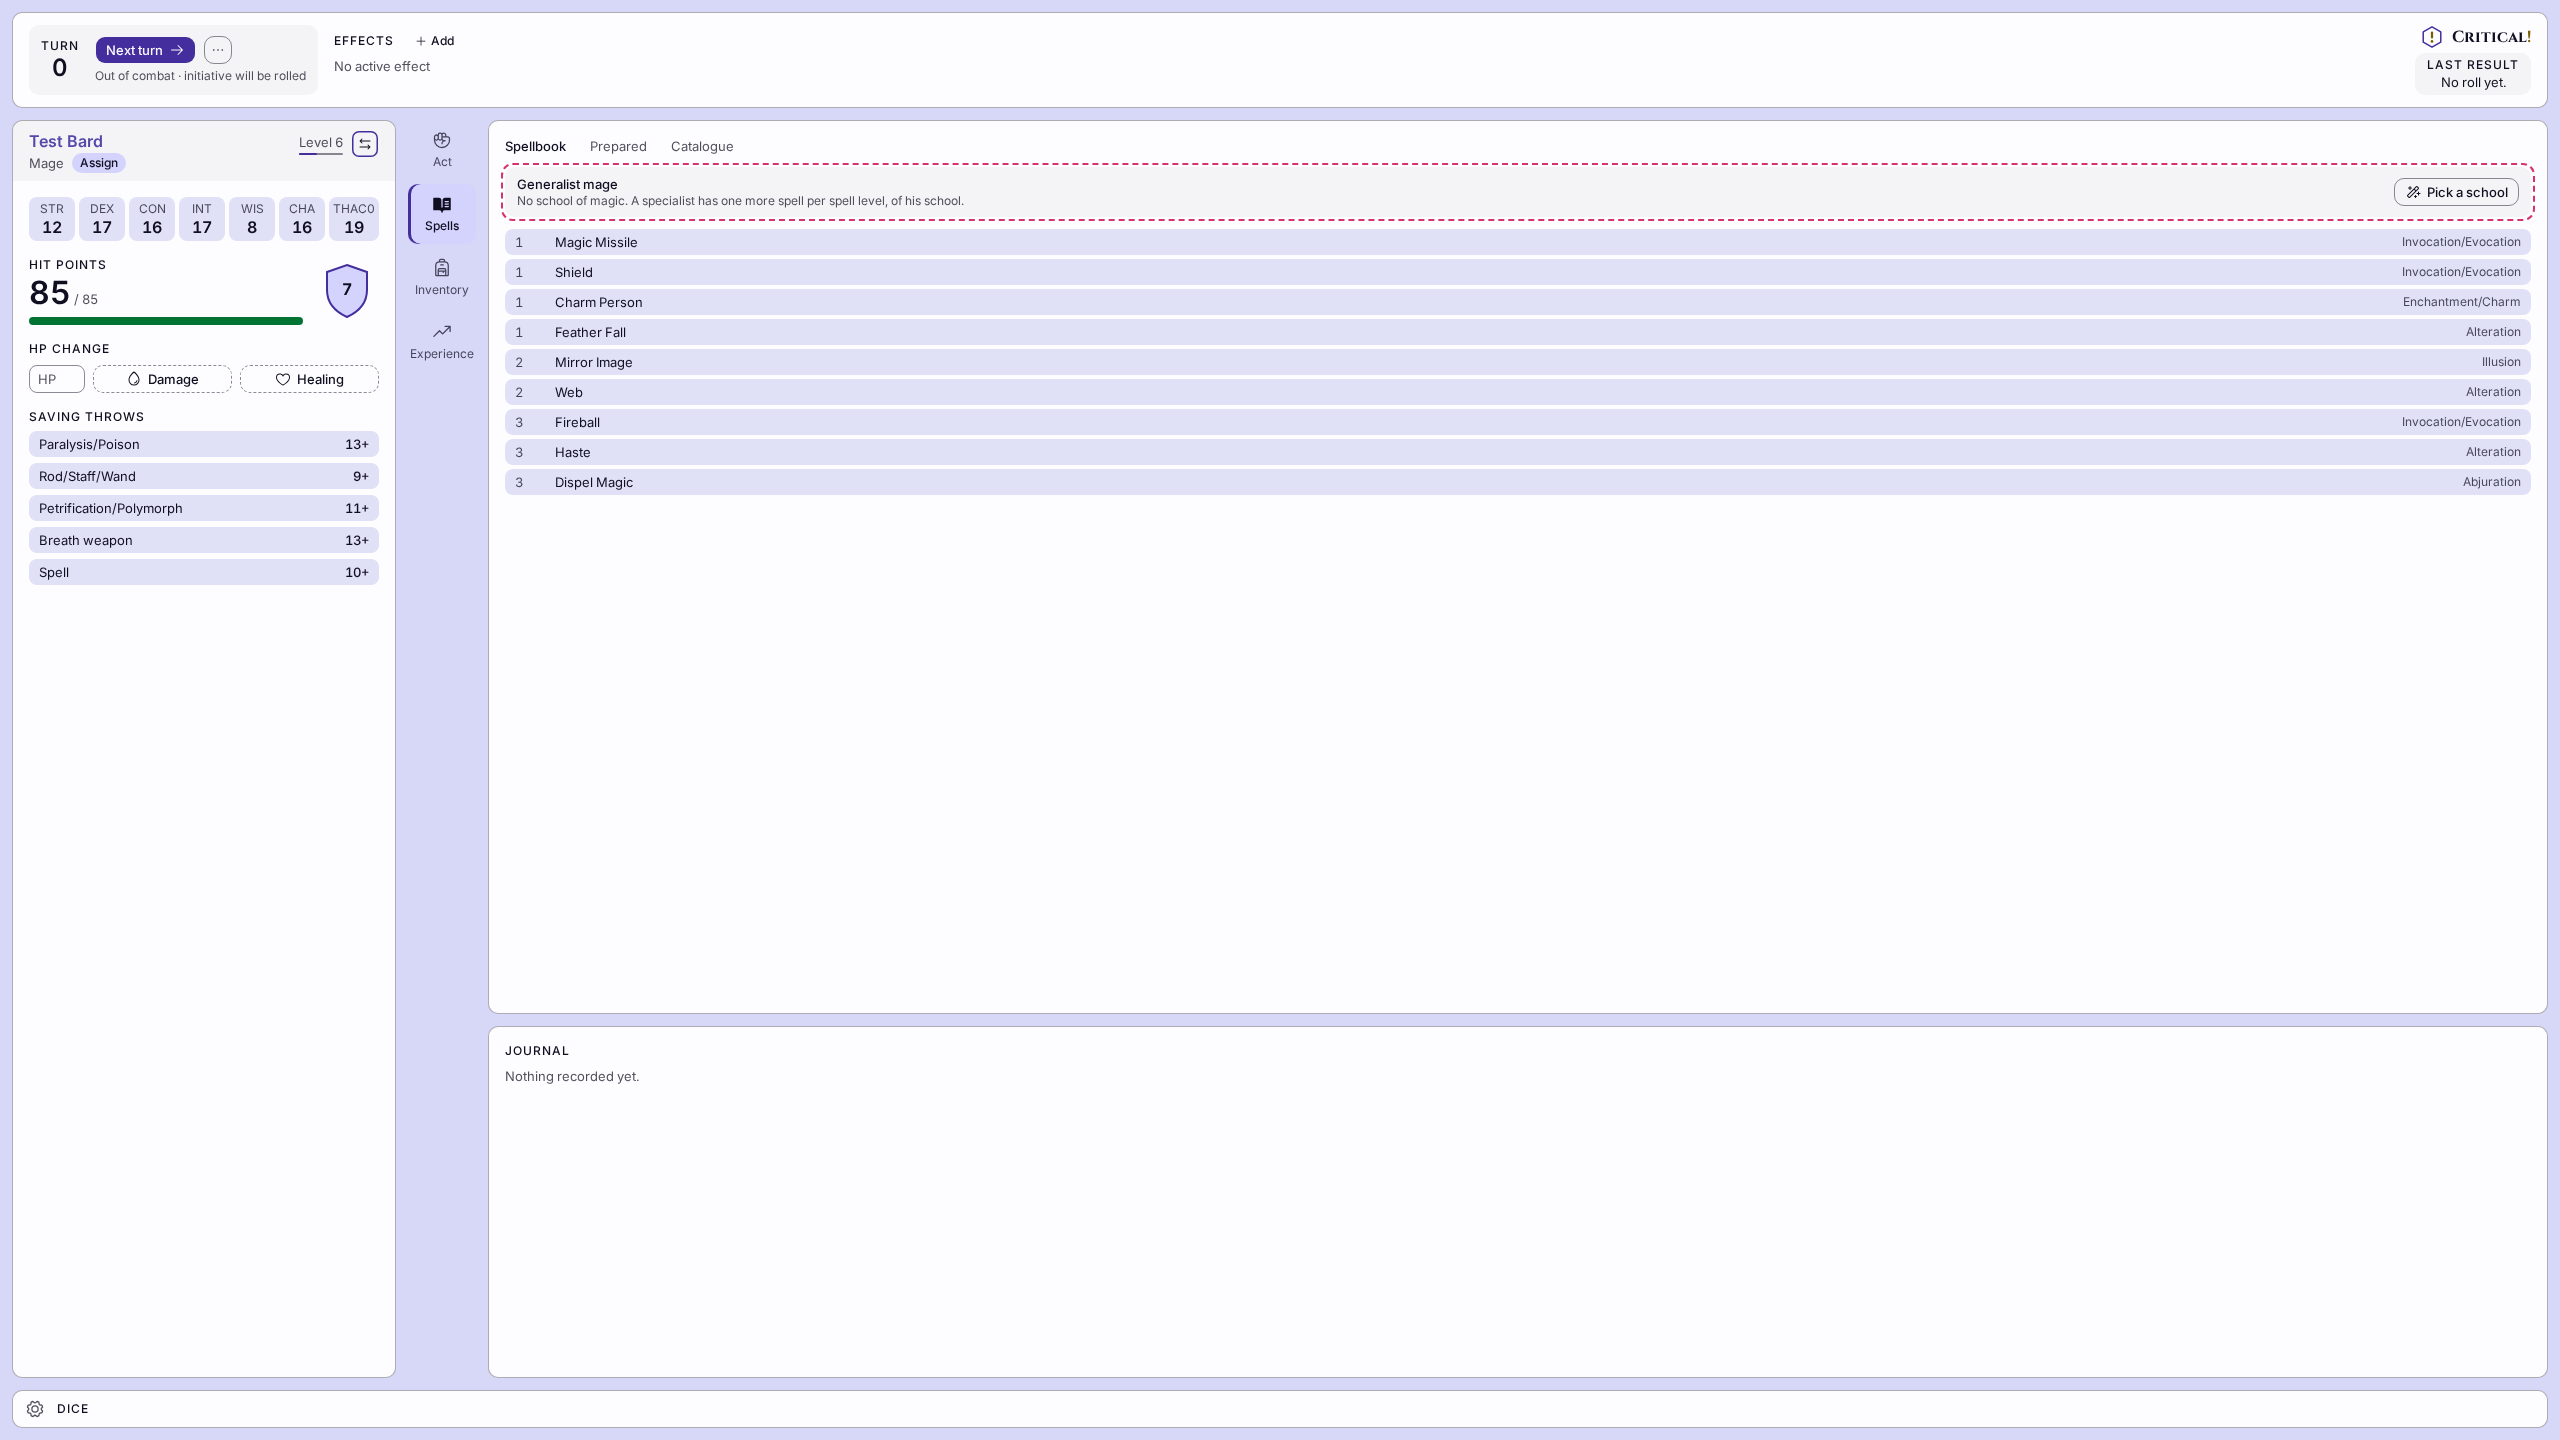 TURN
0
Next turn
Out of combat · initiative will be rolled
EFFECTS
Add
No active effect
CRITICAL!
LAST RESULT
No roll yet.
Test Bard
Mage
Assign
Level 6
STR
12
DEX
17
CON
16
INT
17
WIS
8
CHA
16
THAC0
19
HIT POINTS
85 / 85
7
HP CHANGE
HP
Damage
Healing
SAVING THROWS
Paralysis/Poison 13+
Rod/Staff/Wand 9+
Petrification/Polymorph 11+
Breath weapon 13+
Spell 10+
Act
Spells
Inventory
Experience
Spellbook Prepared Catalogue
Generalist mage
No school of magic. A specialist has one more spell per spell level, of his school.
Pick a school
1 Magic Missile Invocation/Evocation
1 Shield Invocation/Evocation
1 Charm Person Enchantment/Charm
1 Feather Fall Alteration
2 Mirror Image Illusion
2 Web Alteration
3 Fireball Invocation/Evocation
3 Haste Alteration
3 Dispel Magic Abjuration
JOURNAL
Nothing recorded yet.
DICE